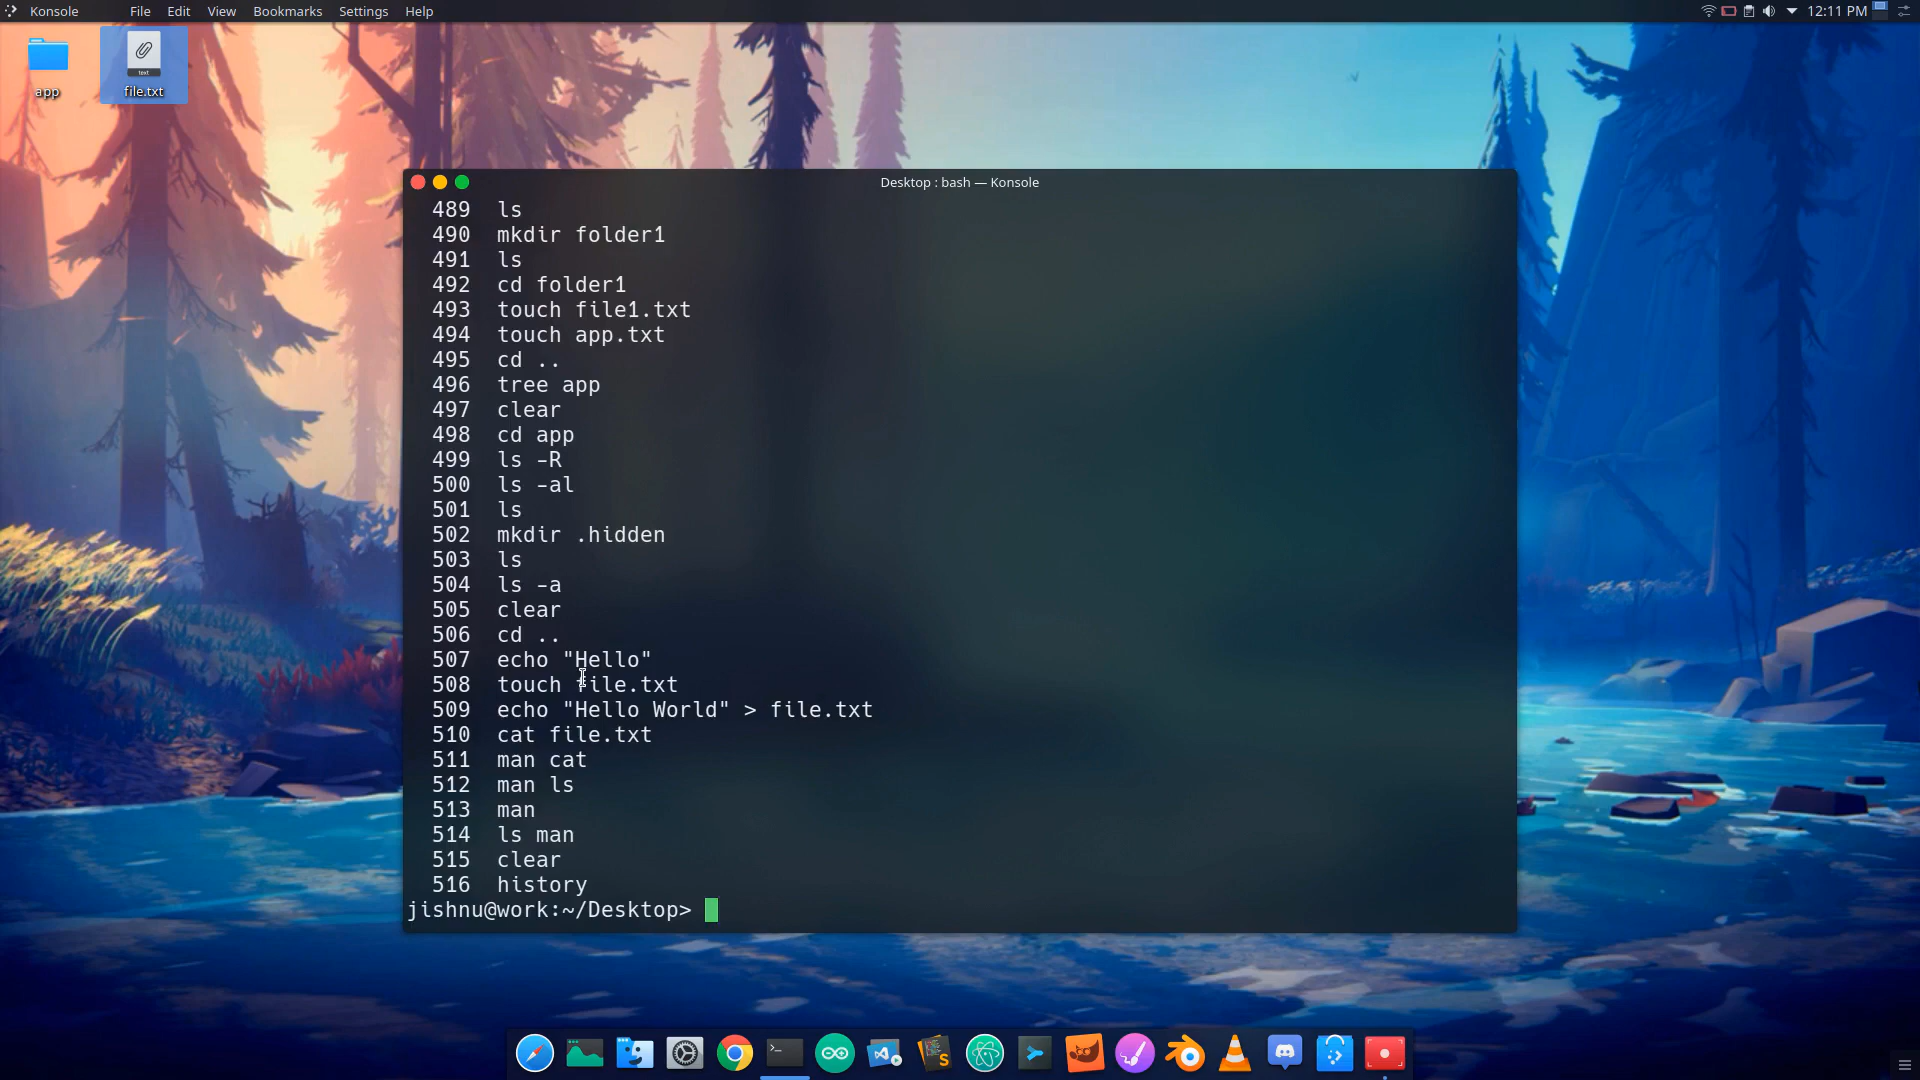 Konsole File Edit View Bookmarks Settings Help 12:11 PM
app file.txt
text
Desktop : bash — Konsole
489 ls
490 mkdir folder1
491 ls
492 cd folder1
493 touch file1.txt
494 touch app.txt
495 cd ..
496 tree app
497 clear
498 cd app
499 ls -R
500 ls -al
501 ls
502 mkdir .hidden
503 ls
504 ls -a
505 clear
506 cd ..
507 echo "Hello"
508 touch file.txt
509 echo "Hello World" > file.txt
510 cat file.txt
511 man cat
512 man ls
513 man
514 ls man
515 clear
516 history
jishnu@work:~/Desktop>